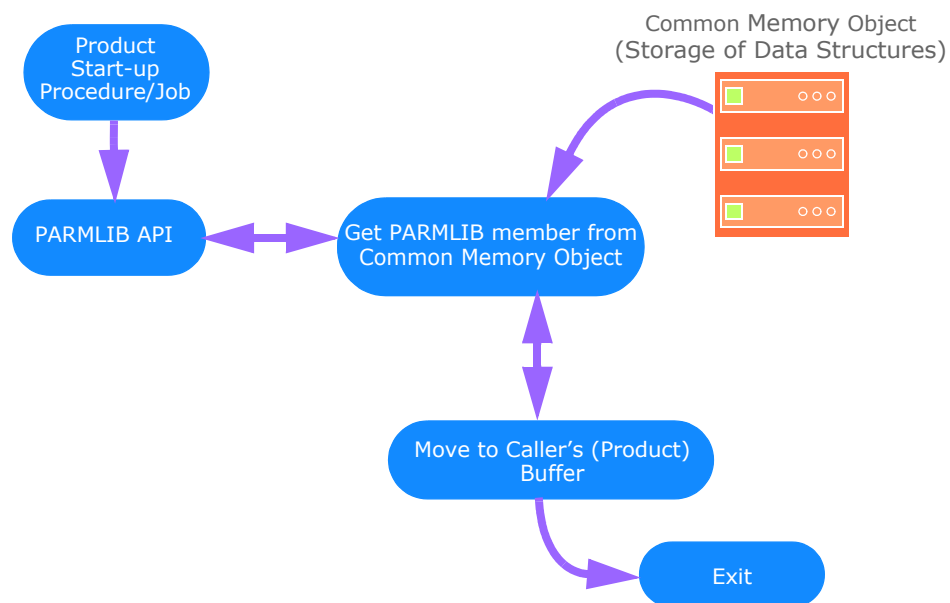 Product
Start-up
Procedure/Job
Common Memory Object
(Storage of Data Structures)
PARMLIB API
Get PARMLIB member from
Common Memory Object
Move to Caller’s (Product)
Buffer
Exit